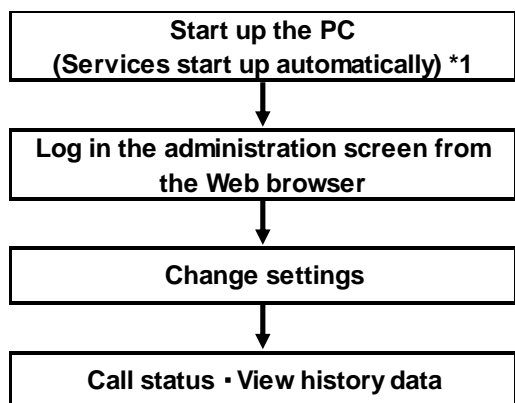 Start up the PC
(Services start up automatically) *1
Log in the administration screen from
the Web browser
Change settings
Call status・View history data